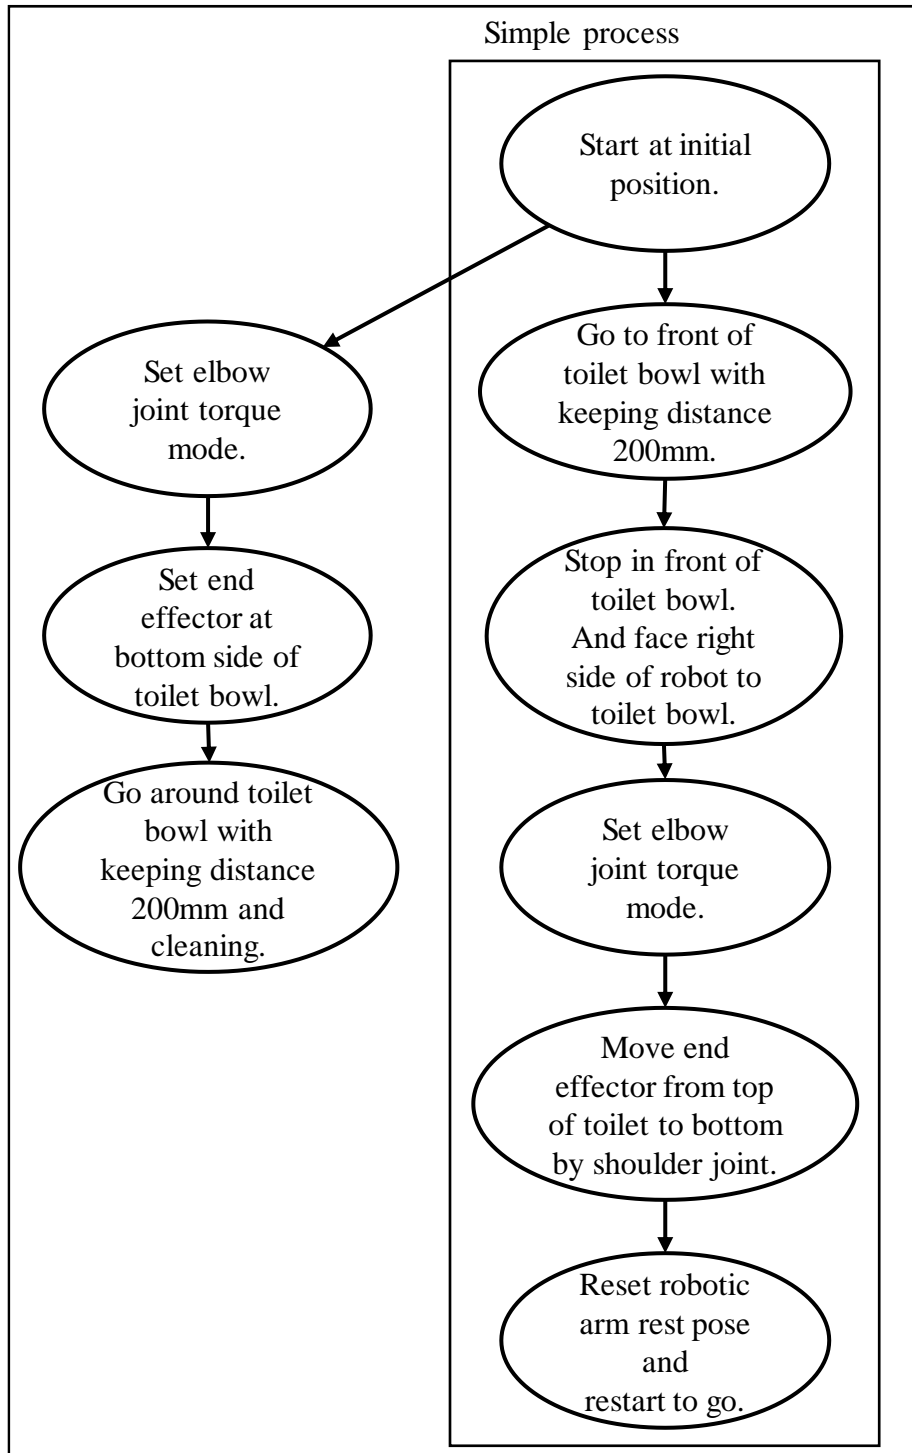 Simple process
Start at initial
position.
Go to front of
toilet bowl with
keeping distance
200mm.
Stop in front of
toilet bowl.
And face right
side of robot to
toilet bowl.
Set elbow
joint torque
mode.
Move end
effector from top
of toilet to bottom
by shoulder joint.
Reset robotic
arm rest pose
and
restart to go.
Set elbow
joint torque
mode.
Set end
effector at
bottom side of
toilet bowl.
Go around toilet
bowl with
keeping distance
200mm and
cleaning.